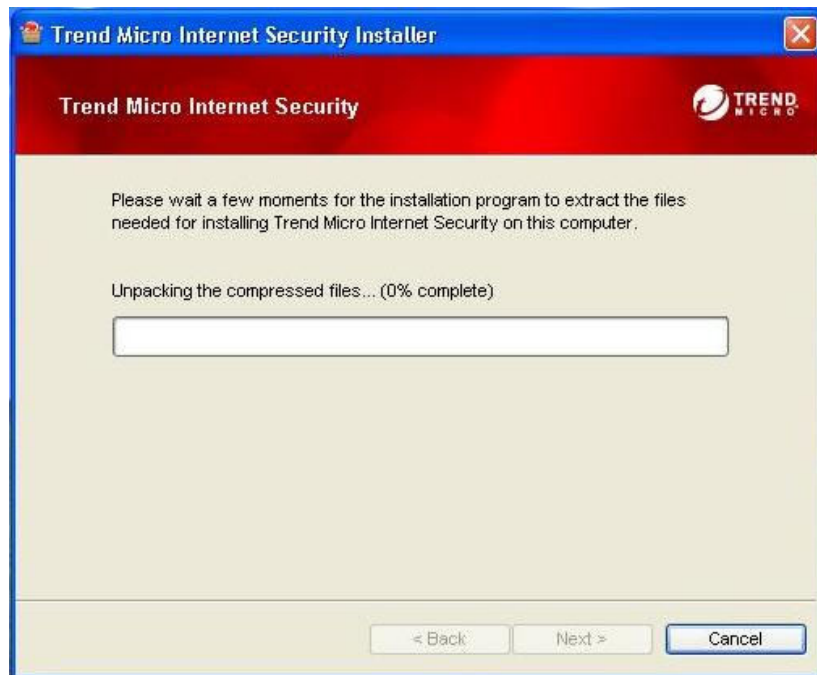 Trend Micro Internet Security Installer
Trend Micro Internet Security
TREND
MICRO
Please wait a few moments for the installation program to extract the files
needed for installing Trend Micro Internet Security on this computer.
Unpacking the compressed files... (0% complete)
< Back
Next >
Cancel